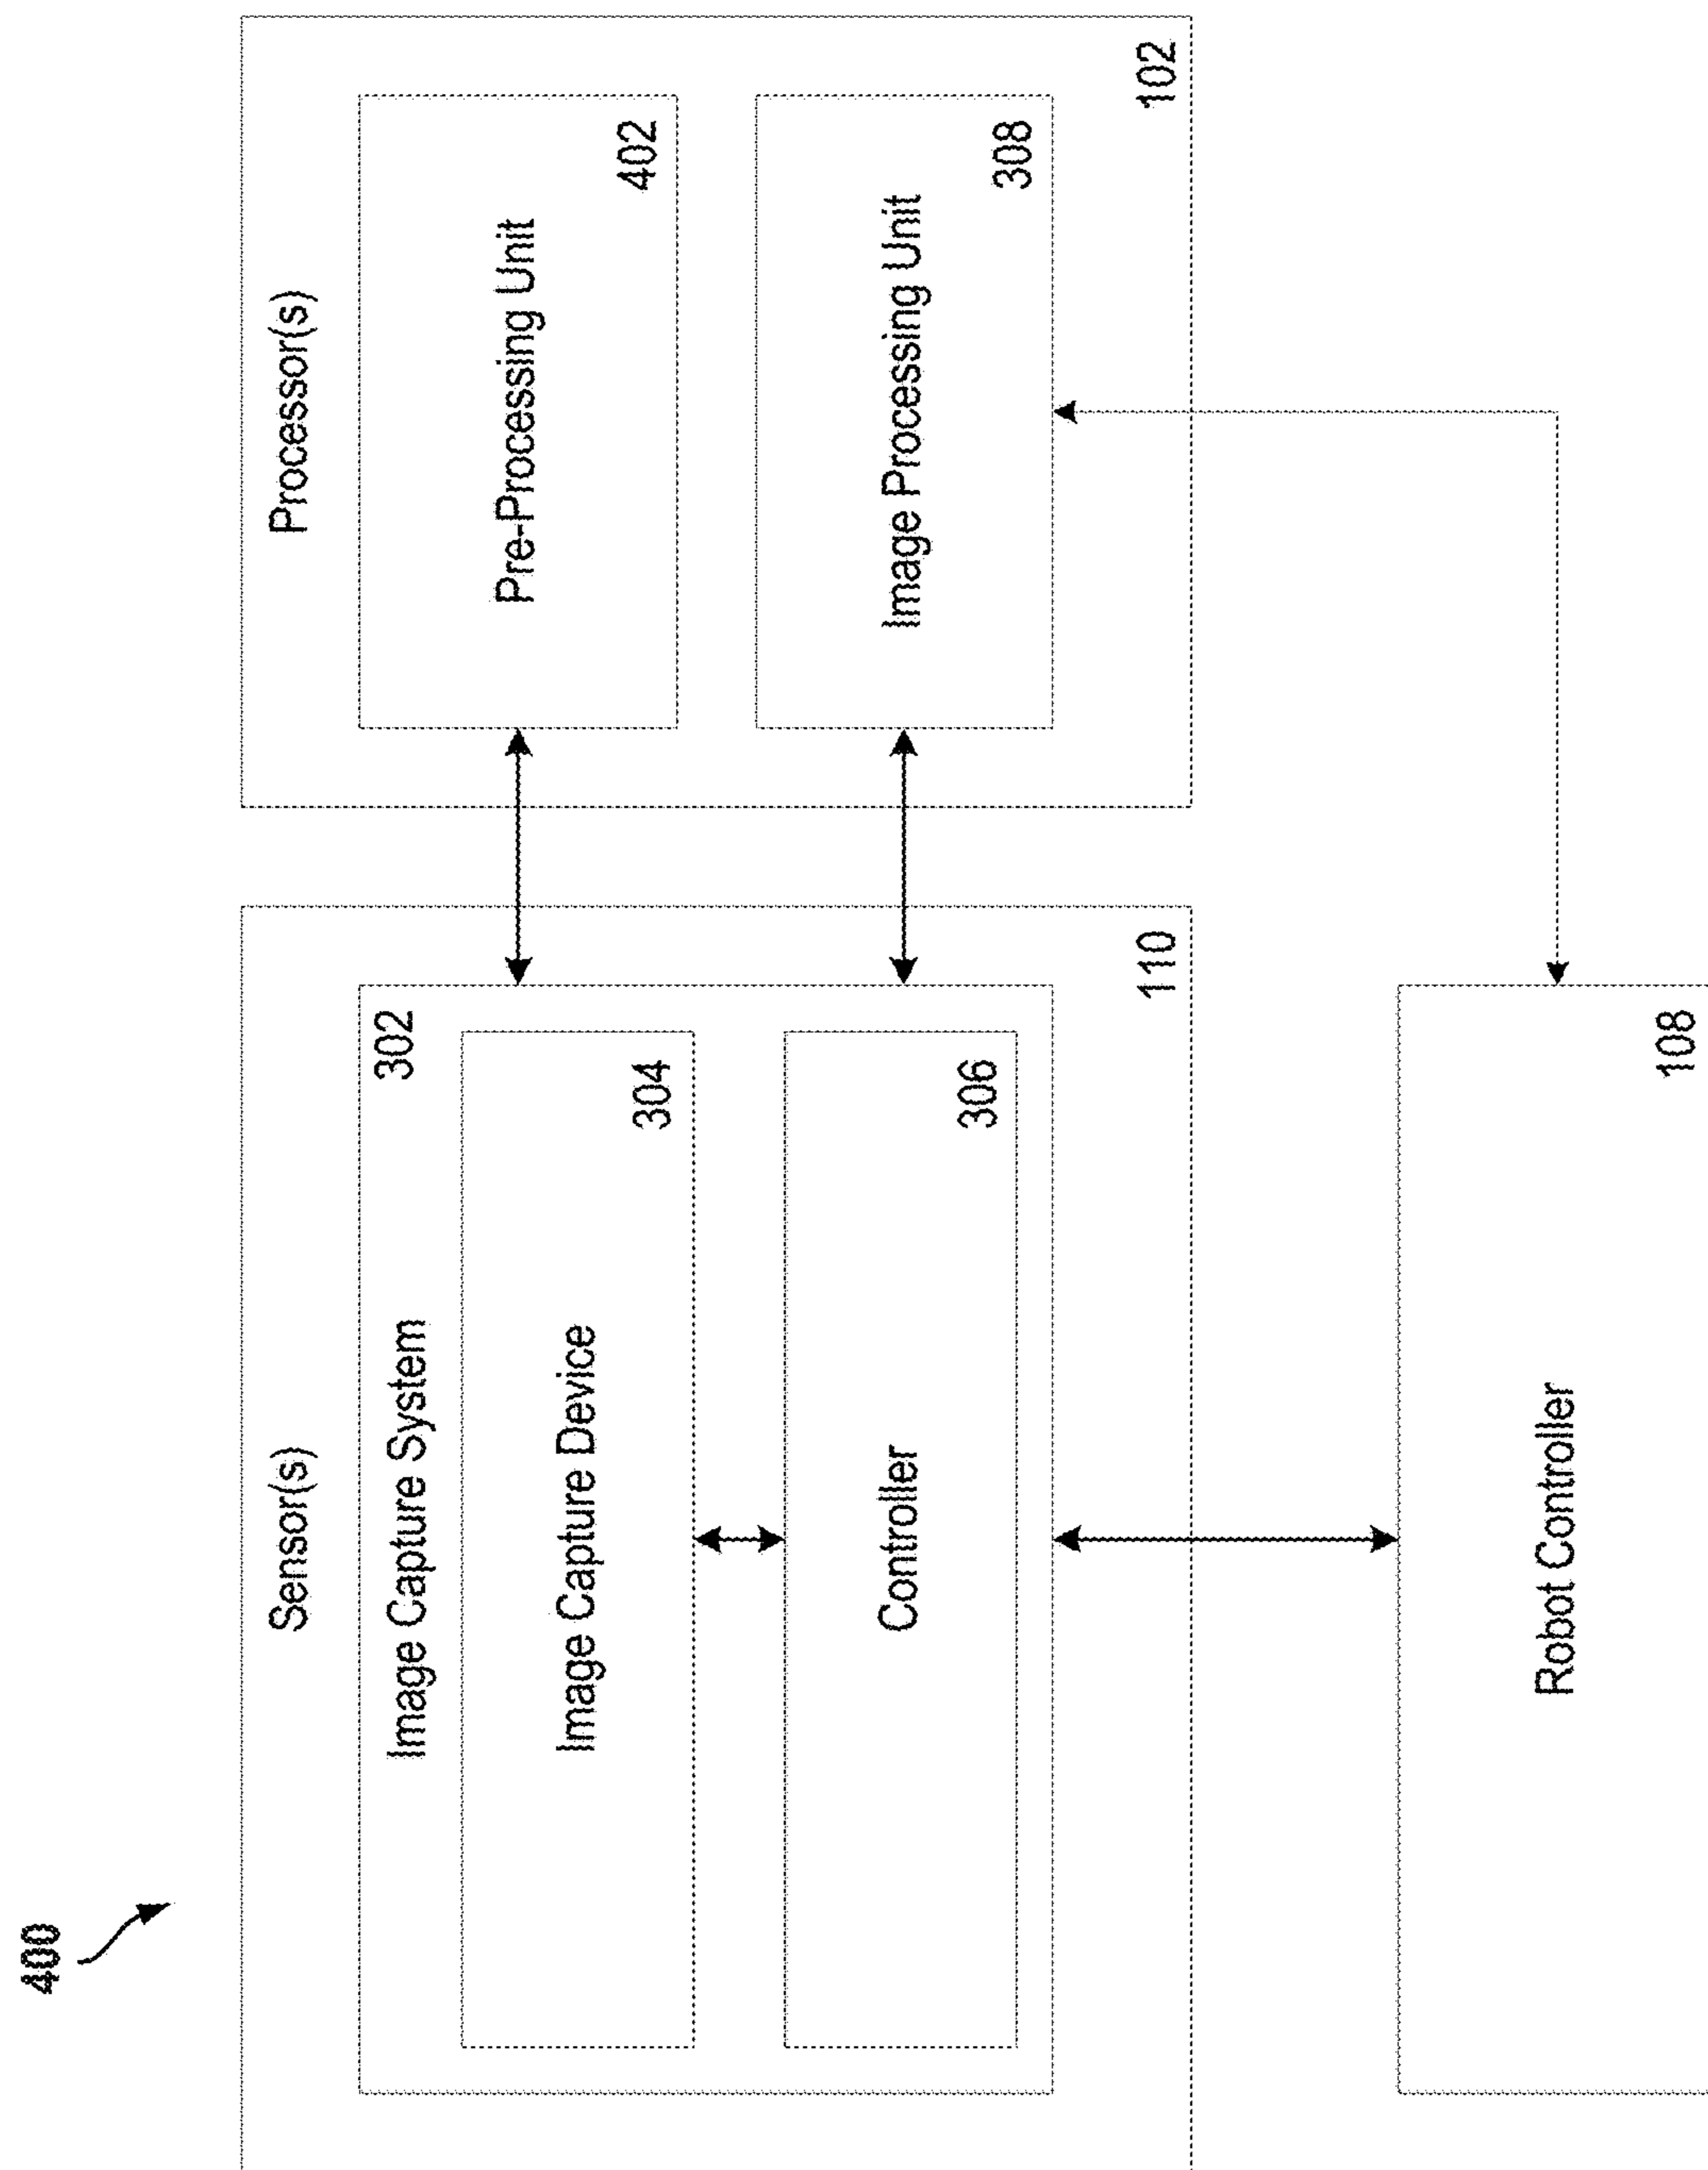 400
Sensor(s)
Image Capture System
302
Image Capture Device
304
Controller
306
110
Processor(s)
Pre-Processing Unit
402
Image Processing Unit
308
102
Robot Controller
108